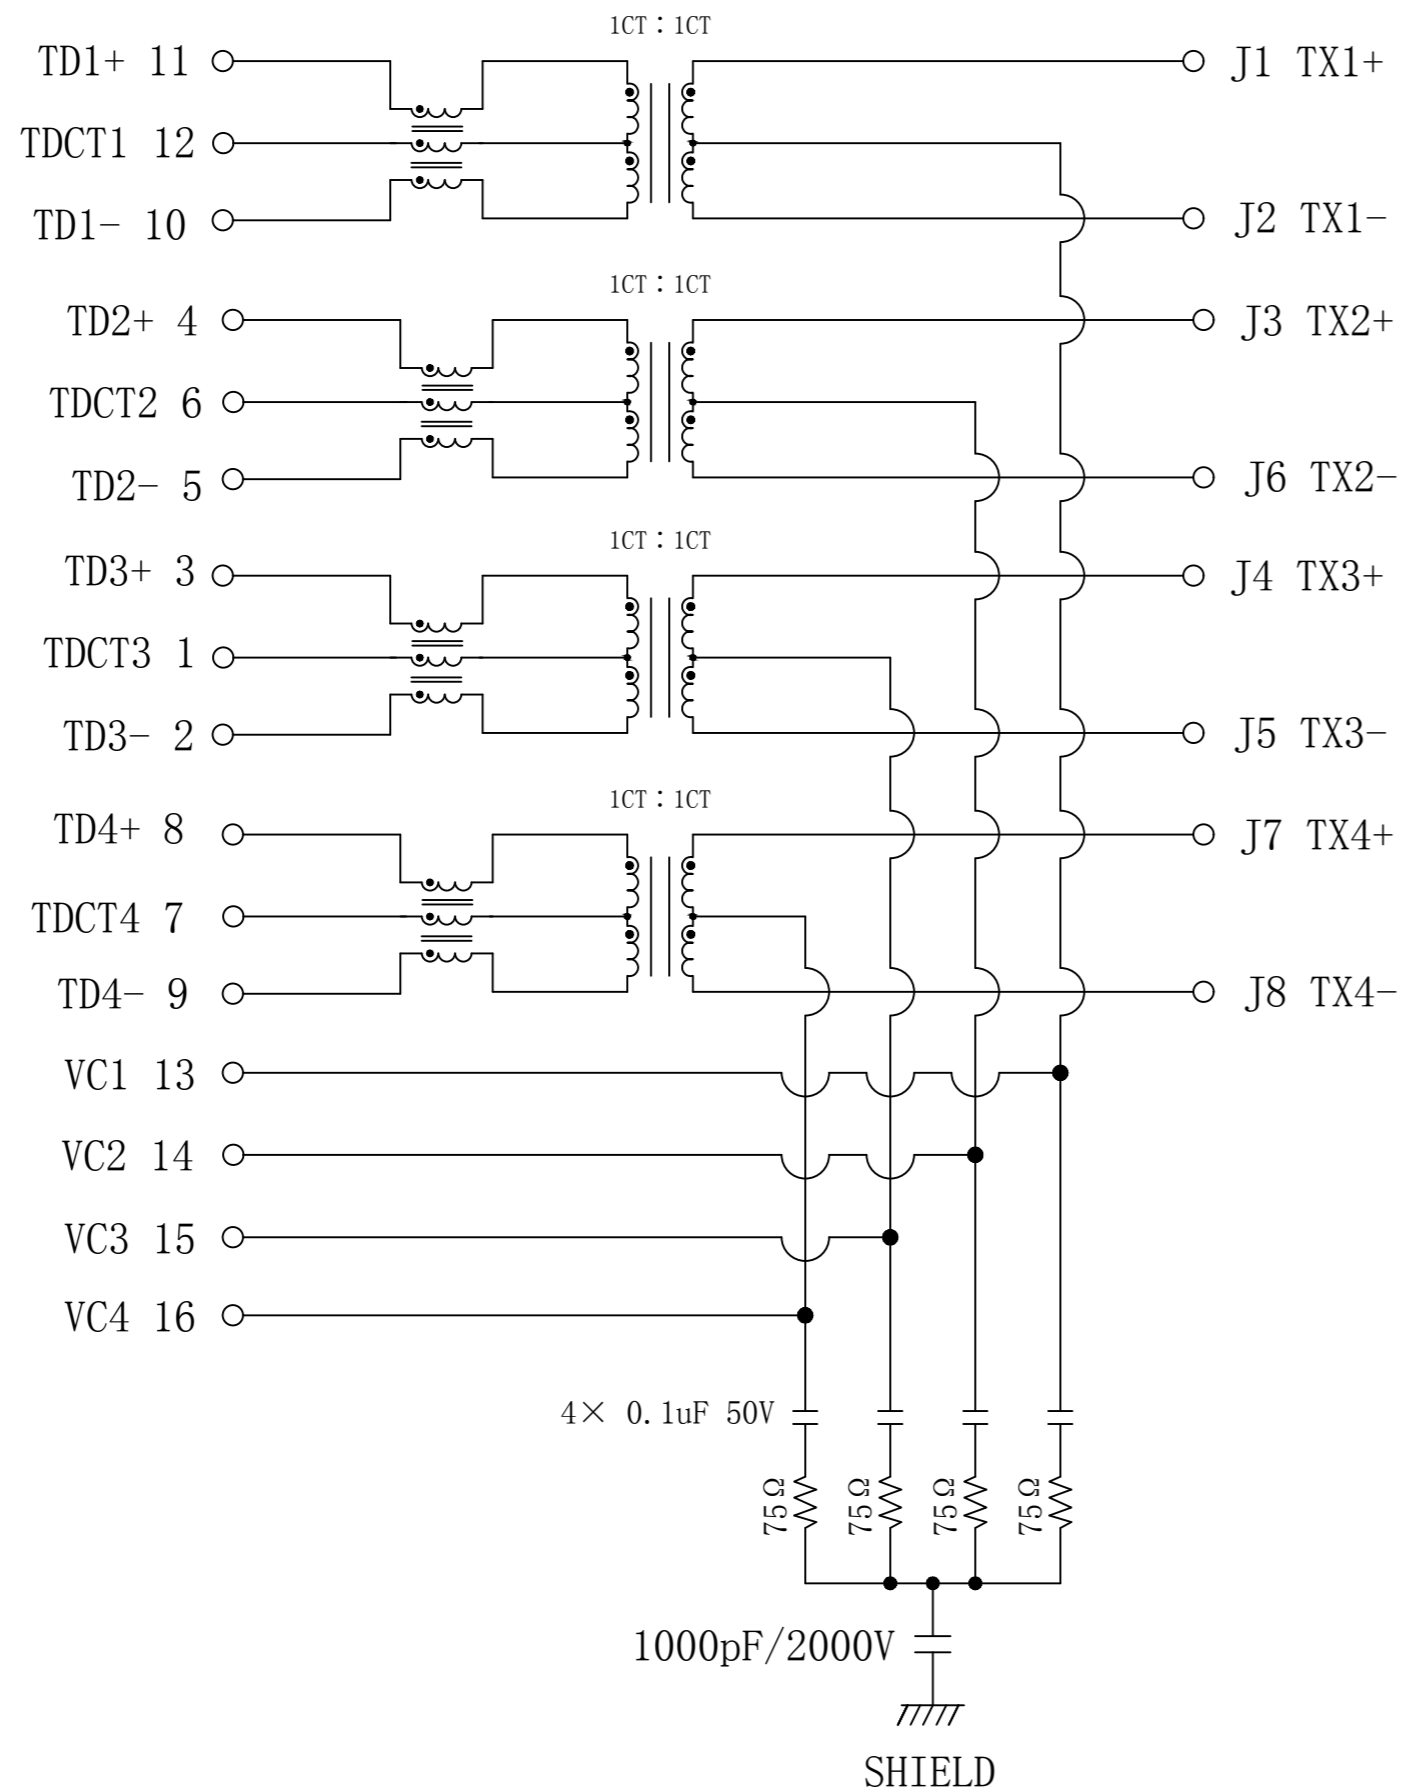 1CT：1CT
TD1+ 11
J1 TX1+
TDCT1 12
TD1- 10
J2 TX1-
1CT：1CT
TD2+ 4
J3 TX2+
TDCT2 6
TD2- 5
J6 TX2-
1CT：1CT
TD3+ 3
J4 TX3+
TDCT3 1
TD3- 2
J5 TX3-
1CT：1CT
TD4+ 8
J7 TX4+
TDCT4 7
TD4- 9
J8 TX4-
VC1 13
VC2 14
VC3 15
VC4 16
4× 0.1uF 50V
75Ω
75Ω
75Ω
75Ω
1000pF/2000V
SHIELD